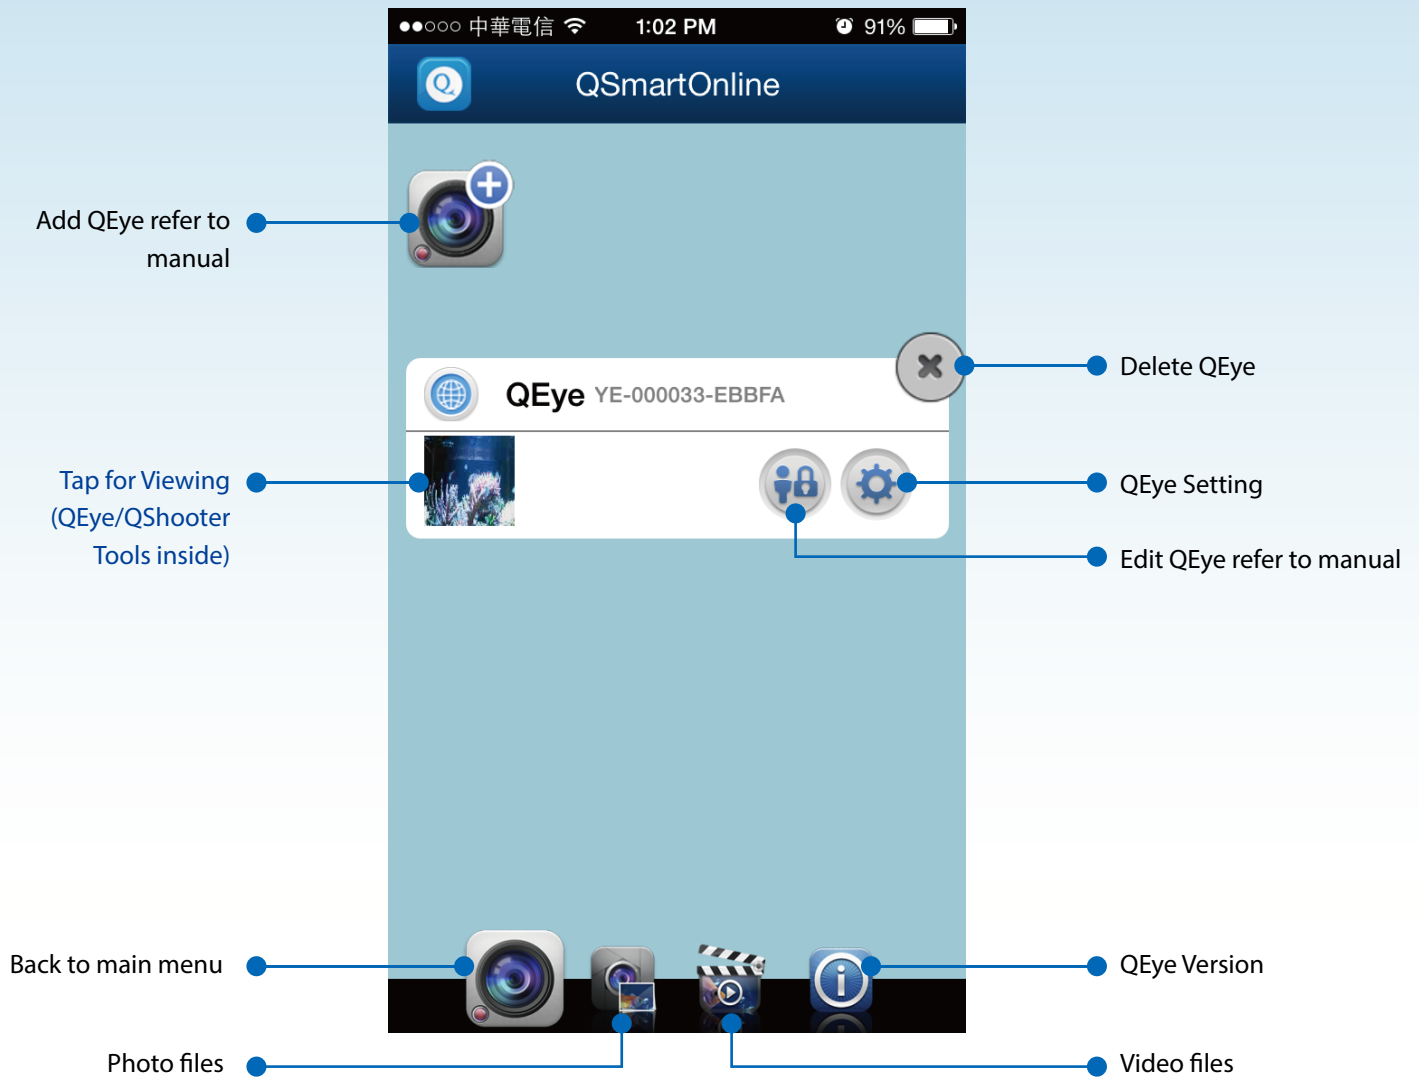 中華電信
1:02 PM
91%
Q
QSmartOnline
Add QEye refer to
manual
Delete QEye
QEye YE-000033-EBBFA
Tap for Viewing
(QEye/QShooter
Tools inside)
QEye Setting
Edit QEye refer to manual
Back to main menu
QEye Version
Photo files
Video files